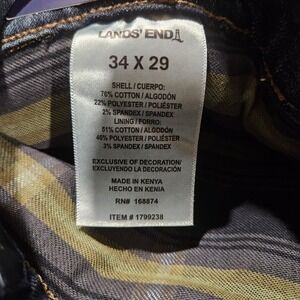 LANDS' END
34 X 29
SHELL / CUERPO:
76% COTTON / ALGODÓN
22% POLYESTER / POLIÉSTER
2% SPANDEX / SPANDEX
LINING / FORRO:
51% COTTON / ALGODÓN
46% POLYESTER / POLIÉSTER
3% SPANDEX / SPANDEX
EXCLUSIVE OF DECORATION/
EXCLUYENDO LA DECORACIÓN
MADE IN KENYA
HECHO EN KENIA
RN# 168874
ITEM # 1799238